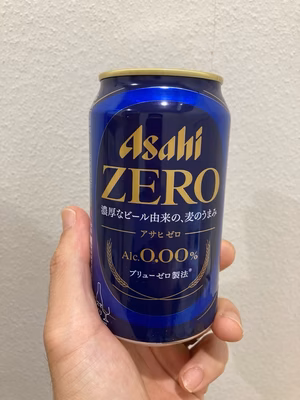 Asahi
ZERO
濃厚なビール由来の、麦のうまみ
アサヒゼロ
Alc.0.00%
ブリューゼロ製法※